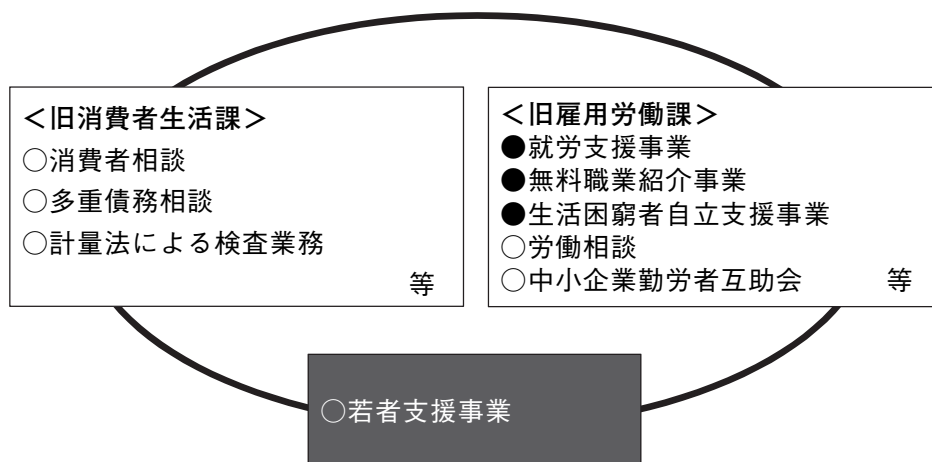 ＜旧消費者生活課＞
○消費者相談
○多重債務相談
○計量法による検査業務
等
＜旧雇用労働課＞
●就労支援事業
●無料職業紹介事業
●生活困窮者自立支援事業
○労働相談
○中小企業勤労者互助会　等
○若者支援事業